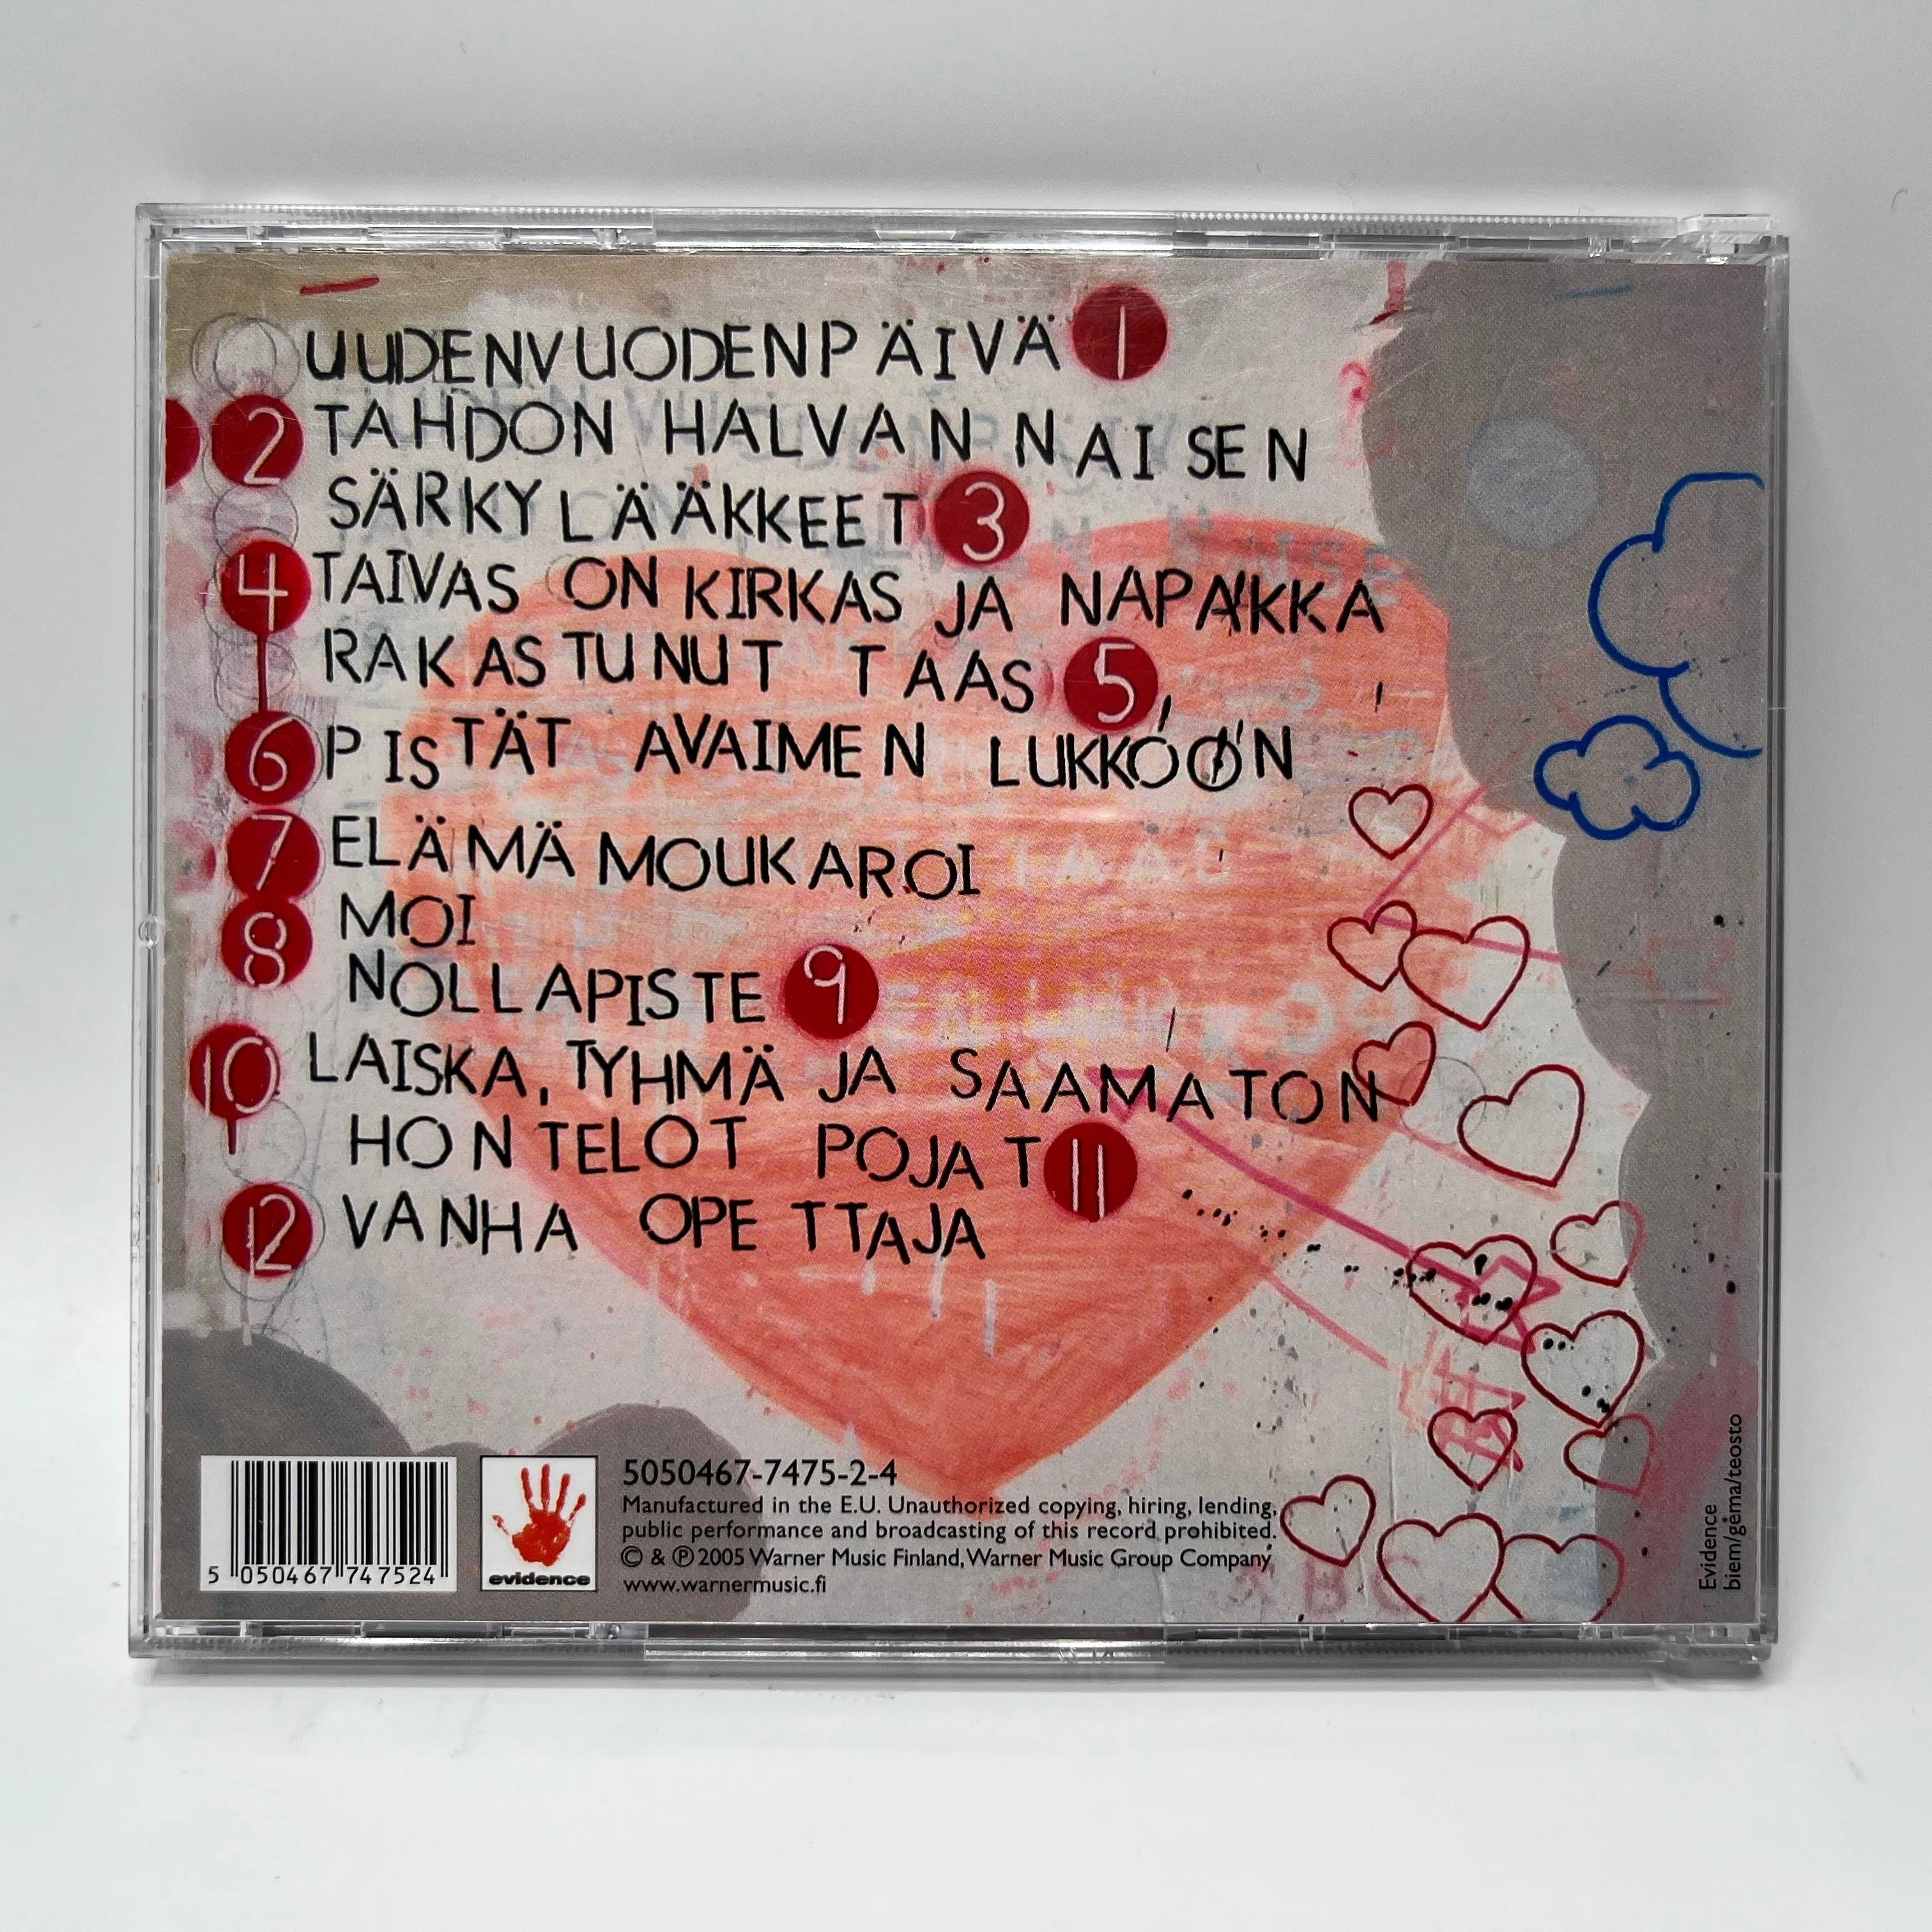 UUDENVUODENPÄIVÄ 1
2 TAHDON HALVAN NAISEN
SÄRKYLÄÄKKEET 3
4 TAIVAS ON KIRKAS JA NAPAKKA
RAKASTUNUT TAAS 5
6 PISTÄT AVAIMEN LUKKOON
7 ELÄMÄ MOUKAROI
8 MOI
NOLLAPISTE 9
10 LAISKA, TYHMÄ JA SAAMATON
HONTELOT POJAT 11
12 VANHA OPETTAJA
5 050467 747524
evidence
5050467-7475-2-4
Manufactured in the E.U. Unauthorized copying, hiring, lending,
public performance and broadcasting of this record prohibited.
© & ℗ 2005 Warner Music Finland, Warner Music Group Company
www.warnermusic.fi
ABC
Evidence
biem/gema/teosto